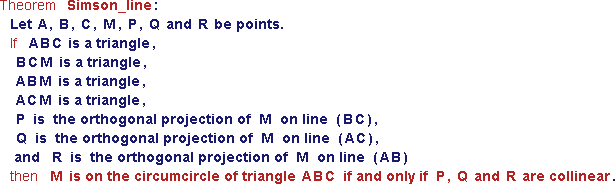 Theorem Simson_line:
Let A, B, C, M, P, Q and R be points.
If ABC is a triangle,
BCM is a triangle,
ABM is a triangle,
ACM is a triangle,
P is the orthogonal projection of M on line (BC),
Q is the orthogonal projection of M on line (AC),
and R is the orthogonal projection of M on line (AB)
then M is on the circumcircle of triangle ABC if and only if P, Q and R are collinear.